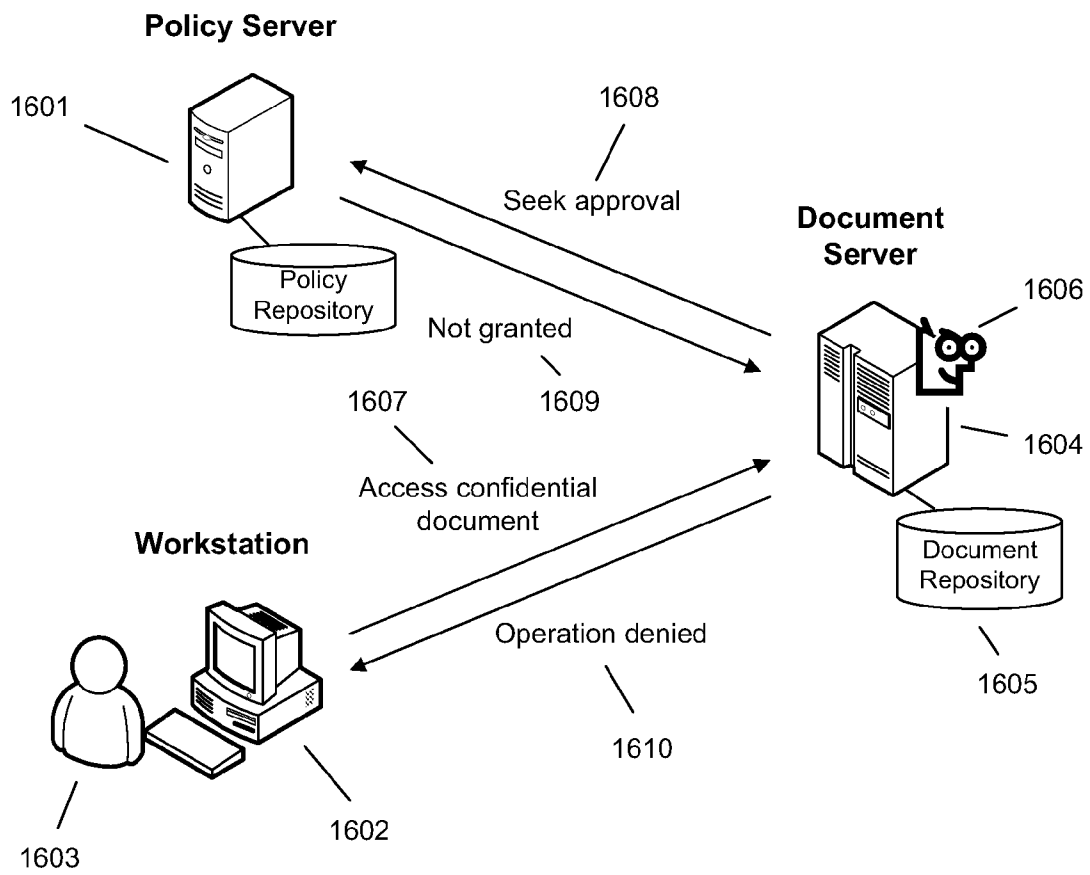 Policy Server
1601
1608
Seek approval
Document
Server
Policy
Repository
1606
Not granted
1609
1607
1604
Access confidential
document
Workstation
Document
Repository
Operation denied
1605
1610
1602
1603